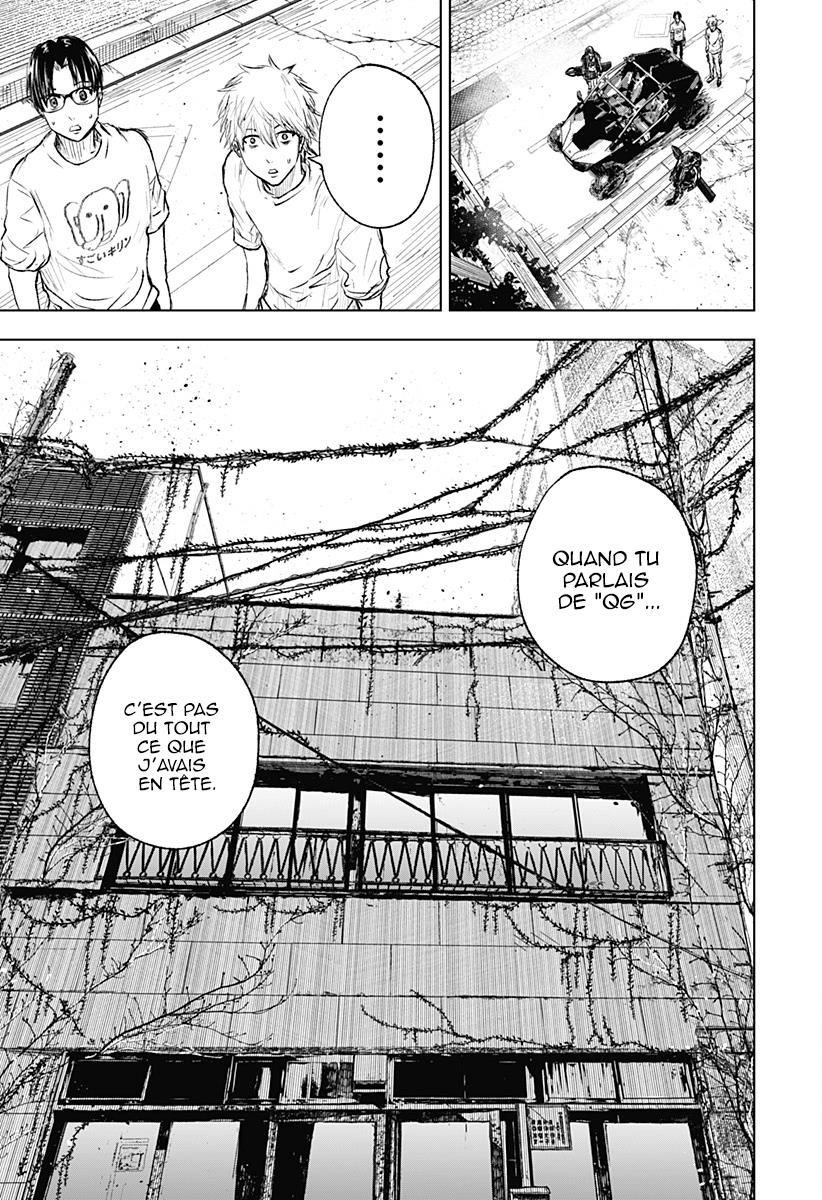 ......
すごいキリン
QUAND TU
PARLAIS
DE "QG"...
C'EST PAS
DU TOUT
CE QUE
J'AVAIS
EN TÊTE.